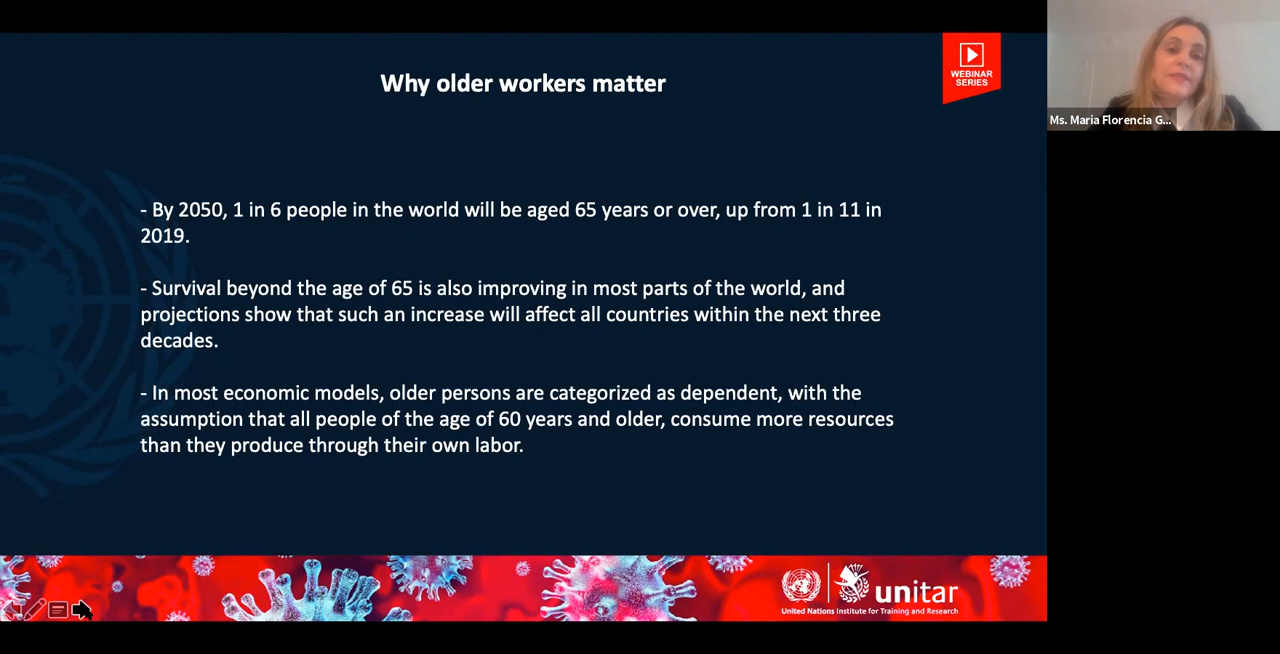 Why older workers matter
WEBINAR
SERIES
Ms. Maria Florencia G...
- By 2050, 1 in 6 people in the world will be aged 65 years or over, up from 1 in 11 in
2019.
- Survival beyond the age of 65 is also improving in most parts of the world, and
projections show that such an increase will affect all countries within the next three
decades.
- In most economic models, older persons are categorized as dependent, with the
assumption that all people of the age of 60 years and older, consume more resources
than they produce through their own labor.
unitar
United Nations Institute for Training and Research